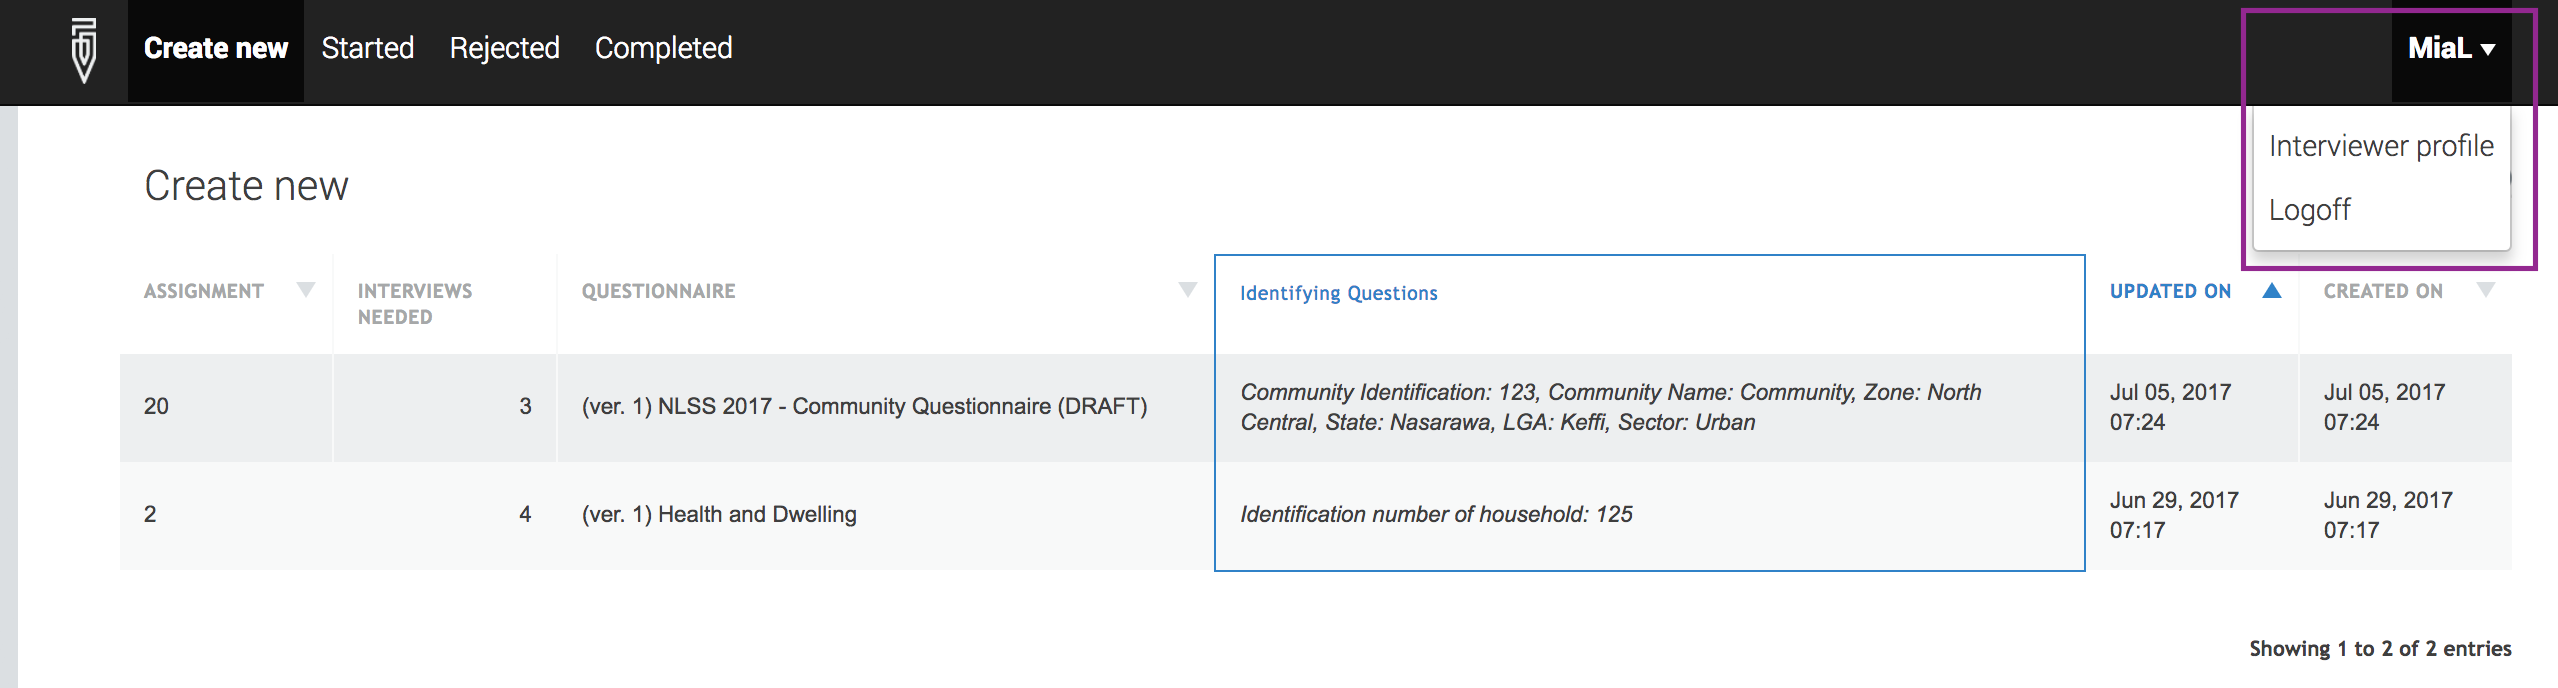 Create new Started Rejected Completed MiaL
Interviewer profile
Logoff
Create new
ASSIGNMENT INTERVIEWS NEEDED QUESTIONNAIRE Identifying Questions UPDATED ON CREATED ON
20 3 (ver. 1) NLSS 2017 - Community Questionnaire (DRAFT) Community Identification: 123, Community Name: Community, Zone: North Jul 05, 2017 Jul 05, 2017
Central, State: Nasarawa, LGA: Keffi, Sector: Urban 07:24 07:24
2 4 (ver. 1) Health and Dwelling Identification number of household: 125 Jun 29, 2017 Jun 29, 2017
07:17 07:17
Showing 1 to 2 of 2 entries